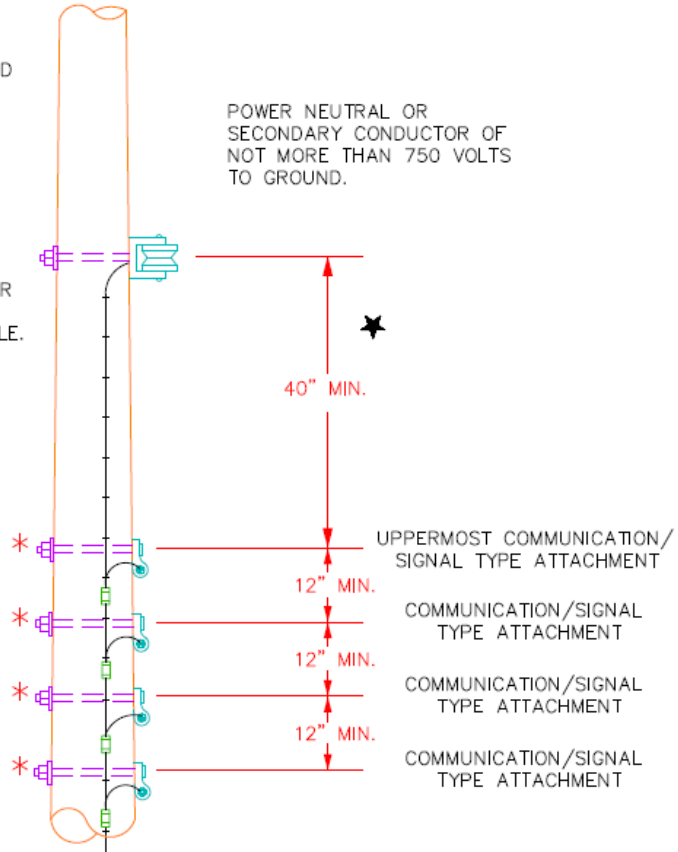 D
POWER NEUTRAL OR
SECONDARY CONDUCTOR OF
NOT MORE THAN 750 VOLTS
TO GROUND.
R
LE.
40" MIN.
UPPERMOST COMMUNICATION/
SIGNAL TYPE ATTACHMENT
12" MIN.
COMMUNICATION/SIGNAL
TYPE ATTACHMENT
12" MIN.
COMMUNICATION/SIGNAL
TYPE ATTACHMENT
12" MIN.
COMMUNICATION/SIGNAL
TYPE ATTACHMENT